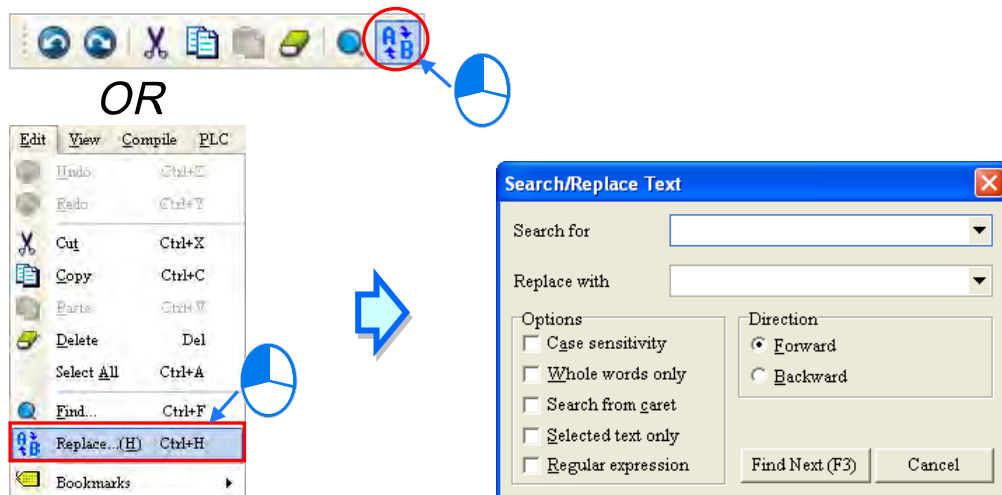 OR
Edit View Compile PLC
Undo Ctrl+Z
Redo Ctrl+Y
Cut Ctrl+X
Copy Ctrl+C
Paste Ctrl+V
Delete Del
Select All Ctrl+A
Find... Ctrl+F
Replace...(H) Ctrl+H
Bookmarks
Search/Replace Text
Search for
Replace with
Options
Case sensitivity
Whole words only
Search from caret
Selected text only
Regular expression
Direction
Forward
Backward
Find Next (F3) Cancel